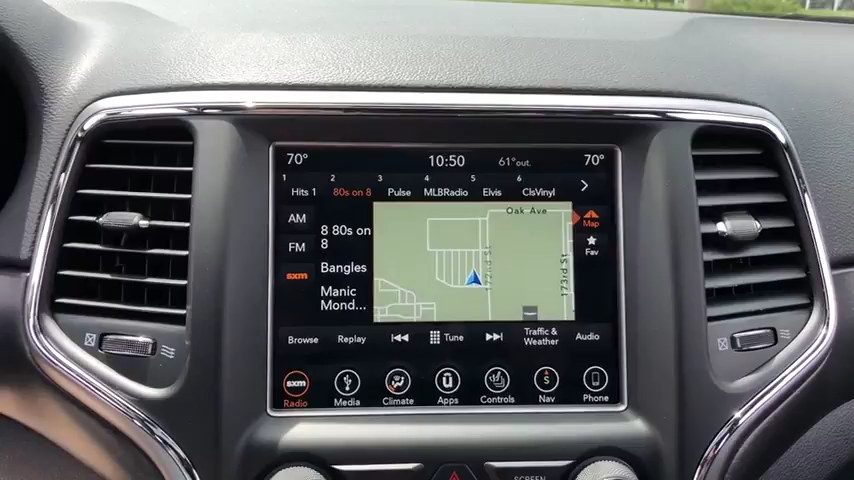 70° 10:50 61°out. 70°
1 2 3 4 5 6
Hits 1 80s on 8 Pulse MLBRadio Elvis ClsVinyl
AM
FM
sxm
8 80s on
8
Bangles
Manic
Mond...
Oak Ave
172nd St
173rd St
Map
Fav
Browse Replay Tune Traffic &
Weather Audio
sxm
Radio Media Climate Apps Controls Nav Phone
ü
S
SCREEN